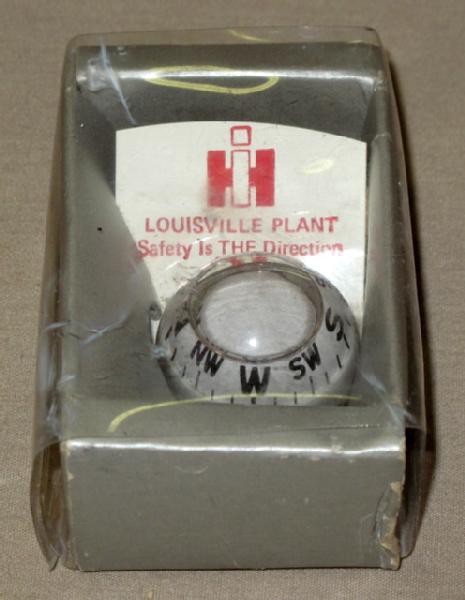 IH
LOUISVILLE PLANT
Safety Is THE Direction
NW W SW S